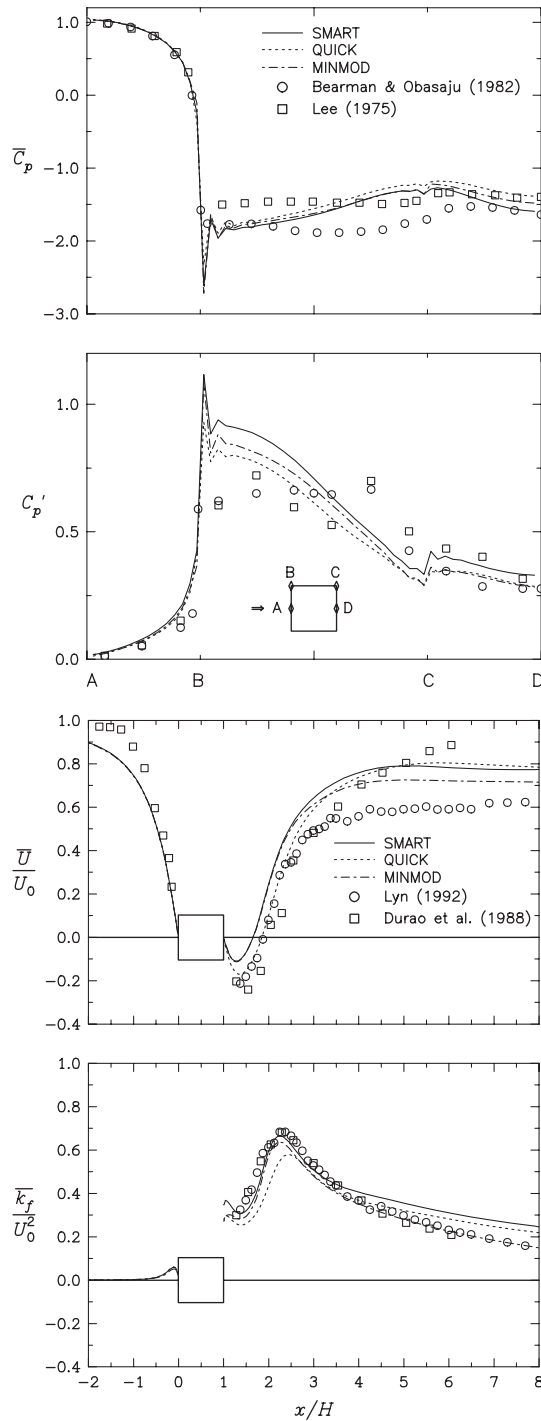 1.0
0.0
−1.0
−2.0
−3.0
C̅p
SMART
QUICK
MINMOD
Bearman & Obasaju (1982)
Lee (1975)
1.0
0.5
0.0
Cp'
B C
⇒ A D
A B C D
1.0
0.8
0.6
0.4
0.2
0.0
−0.2
−0.4
U̅
U0
SMART
QUICK
MINMOD
Lyn (1992)
Durao et al. (1988)
1.0
0.8
0.6
0.4
0.2
0.0
−0.2
−0.4
k̅f
U0²
−2 −1 0 1 2 3 4 5 6 7 8
x/H